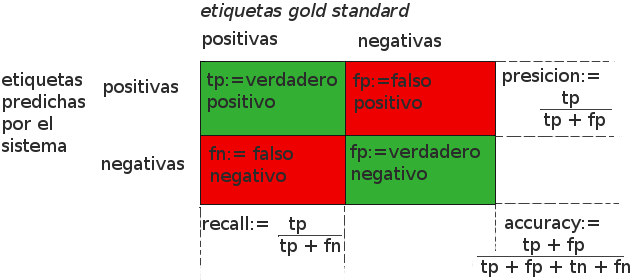 etiquetas gold standard
positivas
negativas
etiquetas
predichas
por el
sistema
positivas
tp:=verdadero
positivo
fp:=falso
positivo
presicion:=
tp
tp + fp
negativas
fn:= falso
negativo
fp:=verdadero
negativo
recall:= tp
tp + fn
accuracy:=
tp + fp
tp + fp + tn + fn